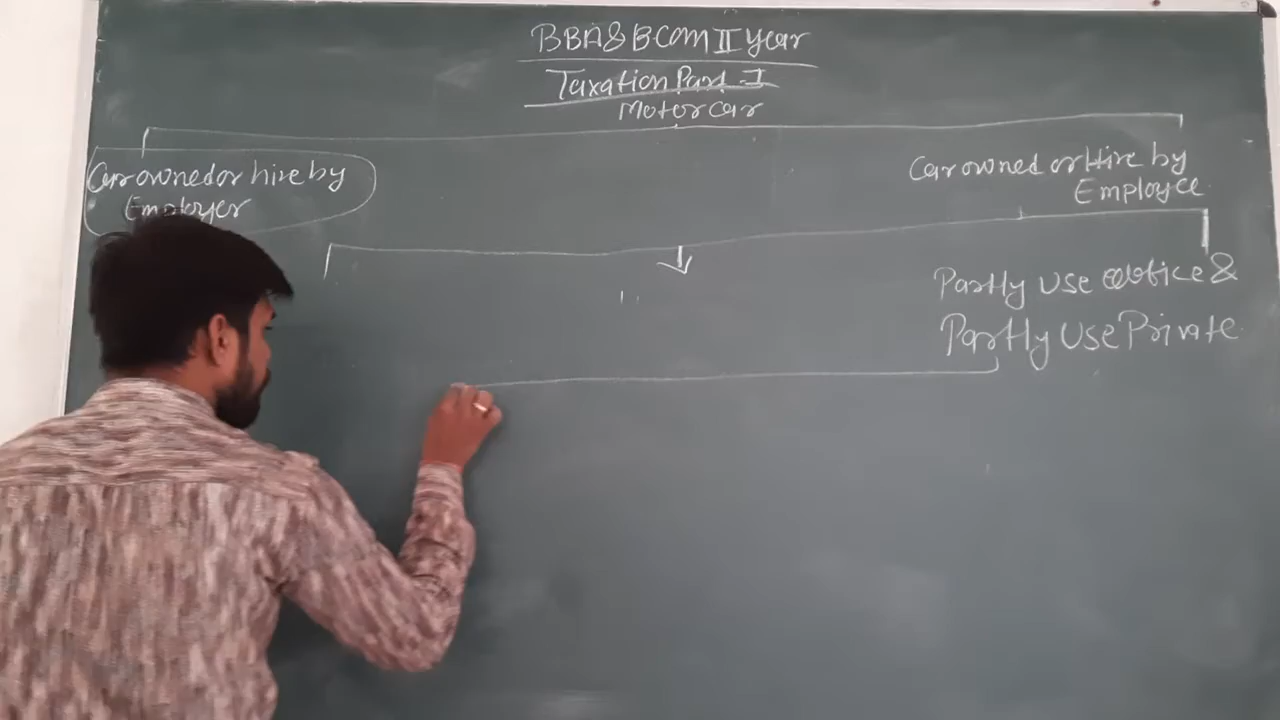 BBA & BCOM II year
Taxation Part-I
Motor car
Car owned or hire by
Employer
Car owned or Hire by
Employee
Partly use office &
Partly Use Private